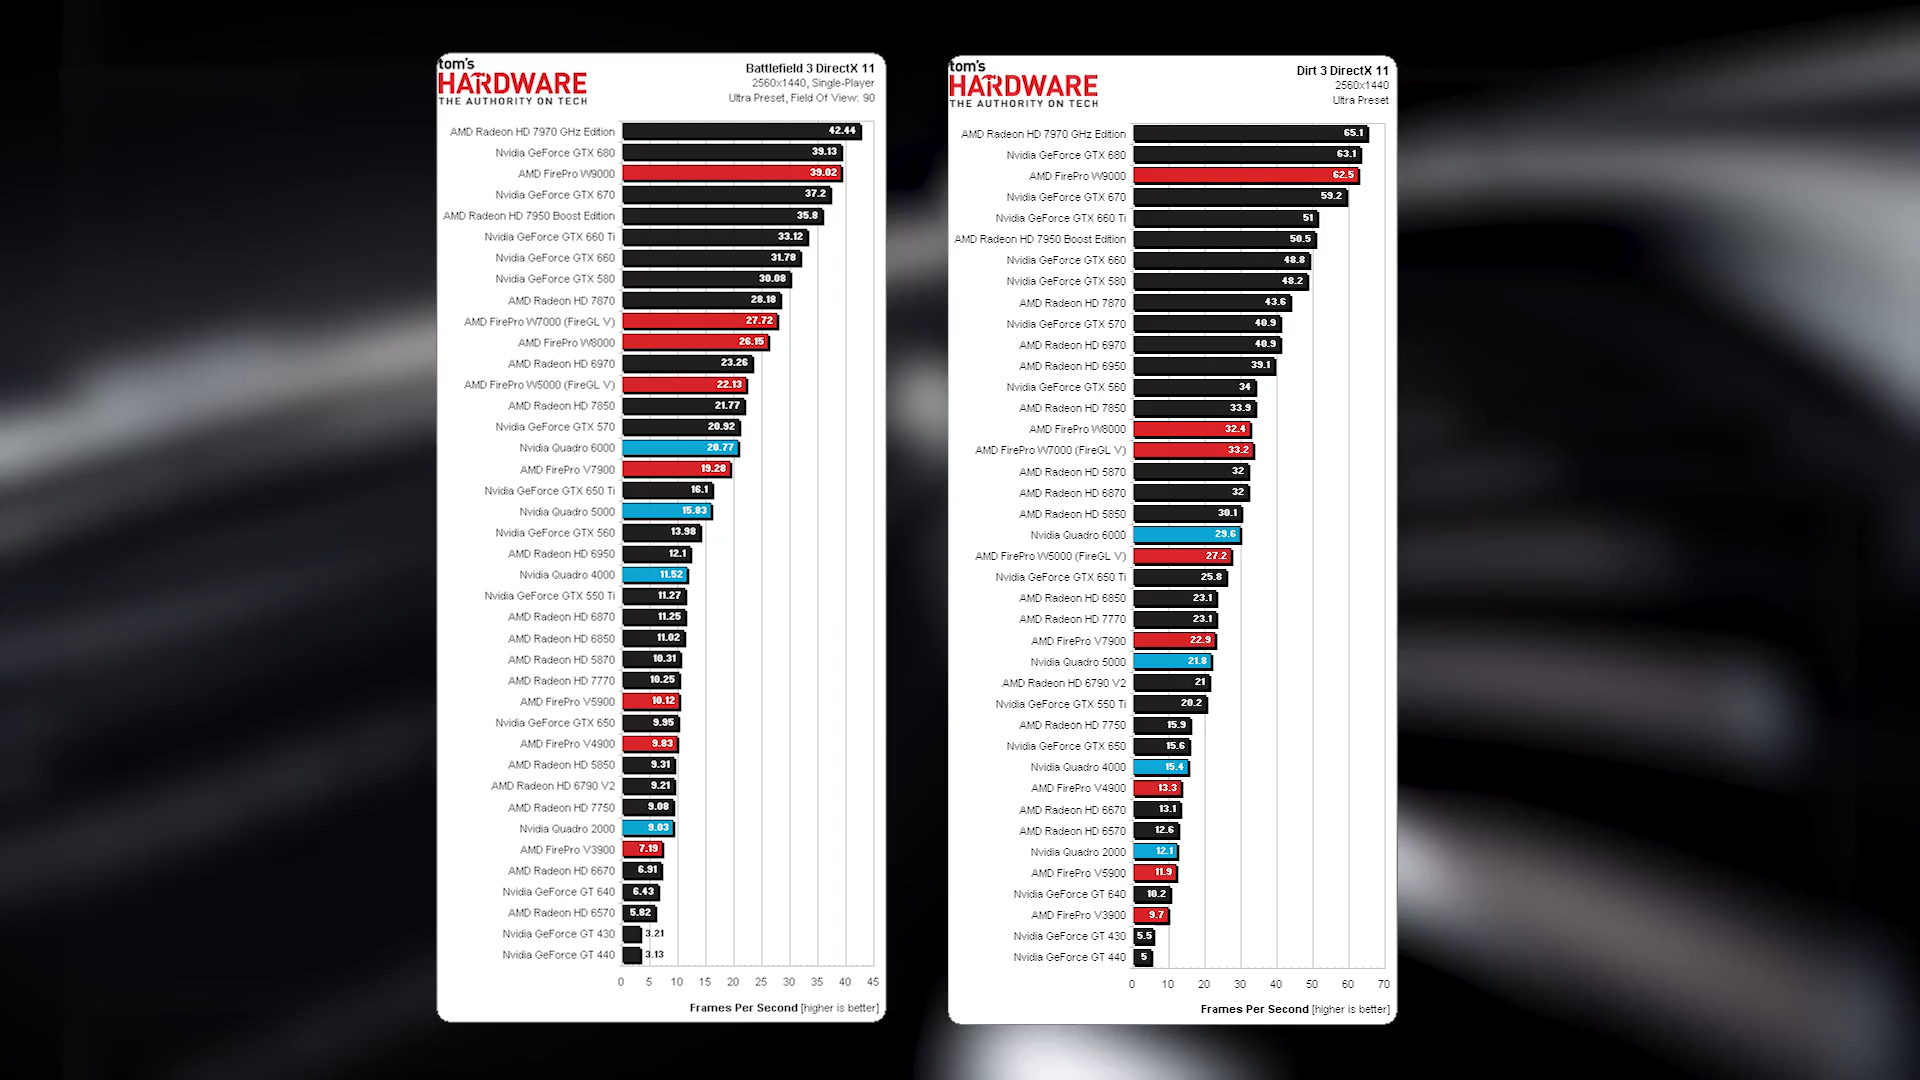 tom's
HARDWARE
THE AUTHORITY ON TECH
Battlefield 3 DirectX 11
2560x1440, Single-Player
Ultra Preset, Field Of View: 90
AMD Radeon HD 7970 GHz Edition 42.44
Nvidia GeForce GTX 680 39.13
AMD FirePro W9000 39.02
Nvidia GeForce GTX 670 37.2
AMD Radeon HD 7950 Boost Edition 35.8
Nvidia GeForce GTX 660 Ti 33.12
Nvidia GeForce GTX 660 31.78
Nvidia GeForce GTX 580 30.08
AMD Radeon HD 7870 28.18
AMD FirePro W7000 (FireGL V) 27.72
AMD FirePro W8000 26.15
AMD Radeon HD 6970 23.26
AMD FirePro W5000 (FireGL V) 22.13
AMD Radeon HD 7850 21.77
Nvidia GeForce GTX 570 20.92
Nvidia Quadro 6000 20.77
AMD FirePro V7900 19.28
Nvidia GeForce GTX 650 Ti 16.1
Nvidia Quadro 5000 15.83
Nvidia GeForce GTX 560 13.98
AMD Radeon HD 6950 12.1
Nvidia Quadro 4000 11.52
Nvidia GeForce GTX 550 Ti 11.27
AMD Radeon HD 6870 11.25
AMD Radeon HD 6850 11.02
AMD Radeon HD 5870 10.31
AMD Radeon HD 7770 10.25
AMD FirePro V5900 10.12
Nvidia GeForce GTX 650 9.95
AMD FirePro V4900 9.83
AMD Radeon HD 5850 9.31
AMD Radeon HD 6790 V2 9.21
AMD Radeon HD 7750 9.08
Nvidia Quadro 2000 9.03
AMD FirePro V3900 7.19
AMD Radeon HD 6670 6.91
Nvidia GeForce GT 640 6.43
AMD Radeon HD 6570 5.82
Nvidia GeForce GT 430 3.21
Nvidia GeForce GT 440 3.13
0 5 10 15 20 25 30 35 40 45
Frames Per Second [higher is better]
tom's
HARDWARE
THE AUTHORITY ON TECH
Dirt 3 DirectX 11
2560x1440
Ultra Preset
AMD Radeon HD 7970 GHz Edition 65.1
Nvidia GeForce GTX 680 63.1
AMD FirePro W9000 62.5
Nvidia GeForce GTX 670 59.2
Nvidia GeForce GTX 660 Ti 51
AMD Radeon HD 7950 Boost Edition 50.5
Nvidia GeForce GTX 660 48.8
Nvidia GeForce GTX 580 48.2
AMD Radeon HD 7870 43.6
Nvidia GeForce GTX 570 40.9
AMD Radeon HD 6970 40.9
AMD Radeon HD 6950 39.1
Nvidia GeForce GTX 560 34
AMD Radeon HD 7850 33.9
AMD FirePro W8000 32.4
AMD FirePro W7000 (FireGL V) 33.2
AMD Radeon HD 5870 32
AMD Radeon HD 6870 32
AMD Radeon HD 5850 30.1
Nvidia Quadro 6000 29.6
AMD FirePro W5000 (FireGL V) 27.2
Nvidia GeForce GTX 650 Ti 25.8
AMD Radeon HD 6850 23.1
AMD Radeon HD 7770 23.1
AMD FirePro V7900 22.9
Nvidia Quadro 5000 21.8
AMD Radeon HD 6790 V2 21
Nvidia GeForce GTX 550 Ti 20.2
AMD Radeon HD 7750 15.9
Nvidia GeForce GTX 650 15.6
Nvidia Quadro 4000 15.4
AMD FirePro V4900 13.3
AMD Radeon HD 6670 13.1
AMD Radeon HD 6570 12.6
Nvidia Quadro 2000 12.1
AMD FirePro V5900 11.9
Nvidia GeForce GT 640 10.2
AMD FirePro V3900 9.7
Nvidia GeForce GT 430 5.5
Nvidia GeForce GT 440 5
0 10 20 30 40 50 60 70
Frames Per Second [higher is better]